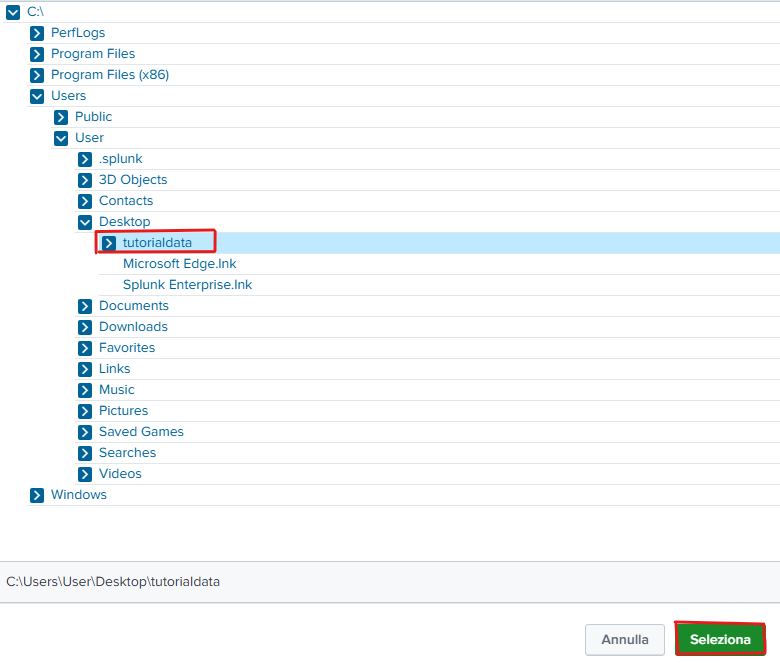 C:\
PerfLogs
Program Files
Program Files (x86)
Users
Public
User
.splunk
3D Objects
Contacts
Desktop
tutorialdata
Microsoft Edge.lnk
Splunk Enterprise.lnk
Documents
Downloads
Favorites
Links
Music
Pictures
Saved Games
Searches
Videos
Windows
C:\Users\User\Desktop\tutorialdata
Annulla Seleziona